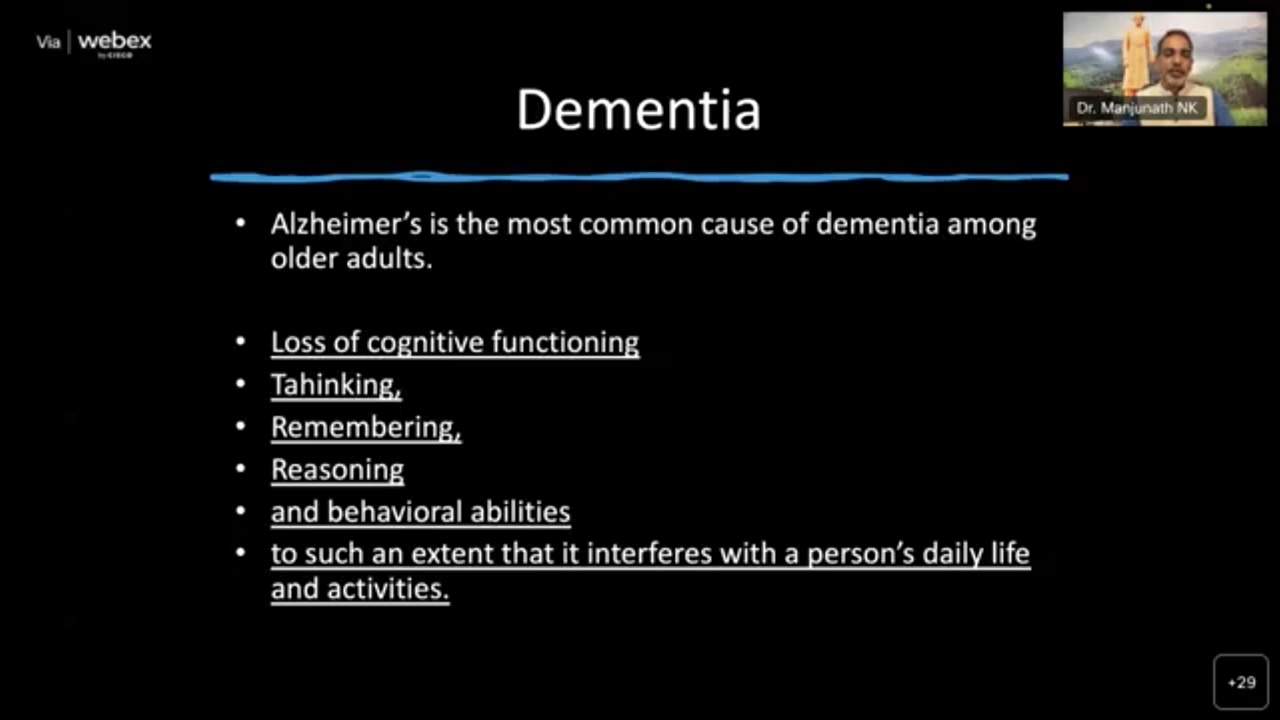 Via | webex
by CISCO
Dr. Manjunath NK
Dementia
• Alzheimer’s is the most common cause of dementia among
older adults.
• Loss of cognitive functioning
• Tahinking,
• Remembering,
• Reasoning
• and behavioral abilities
• to such an extent that it interferes with a person’s daily life
and activities.
+29